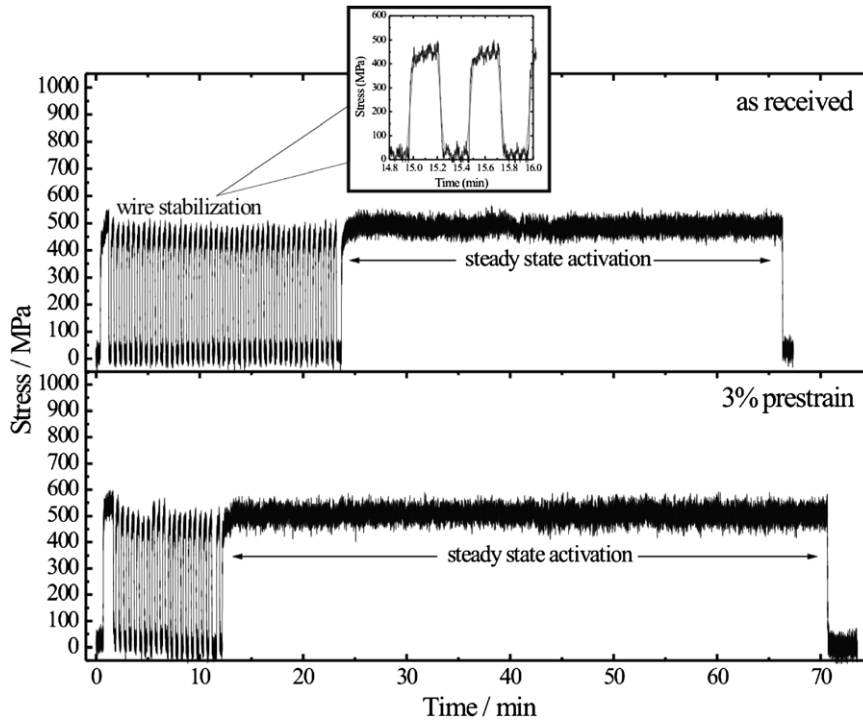 600
500
400
300
200
100
0
Stress (MPa)
14.8 15.0 15.2 15.4 15.6 15.8 16.0
Time (min)
1000
900
800
700
600
500
400
300
200
100
0
as received
wire stabilization
steady state activation
Stress / MPa
1000
900
800
700
600
500
400
300
200
100
0
3% prestrain
steady state activation
0 10 20 30 40 50 60 70
Time / min